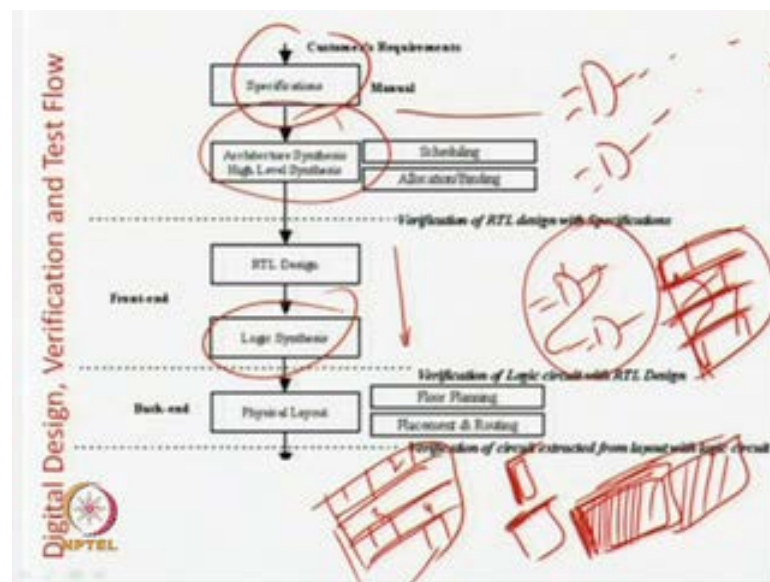 Digital Design, Verification and Test Flow
Customer's Requirements
Specifications
Manual
Architecture Synthesis
High Level Synthesis
Scheduling
Allocation/Binding
Verification of RTL design with Specifications
RTL Design
Front-end
Logic Synthesis
Verification of Logic circuit with RTL Design
Back-end
Physical Layout
Floor Planning
Placement & Routing
Verification of circuit extracted from layout with logic circuit
NPTEL